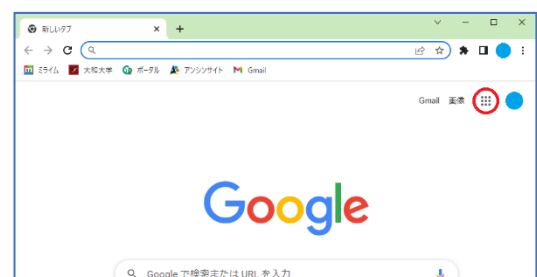 新しいタブ
ミライム 大和大学 ポータル アンシンサイト Gmail
Gmail 画像
Google
Google で検索または URL を入力